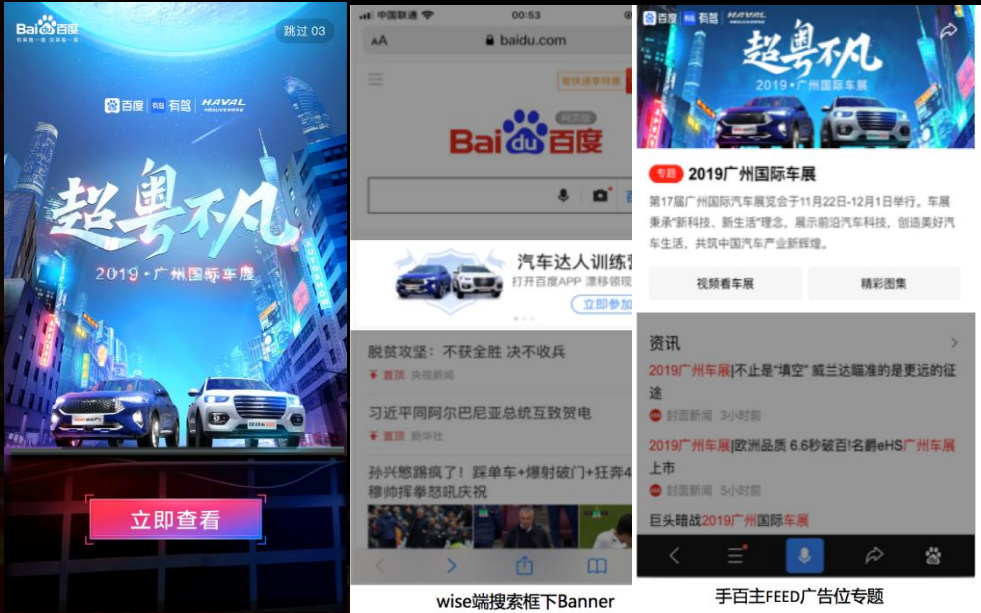 Bai du 百度
跳过 03
百度 有驾 有驾 HAVAL
超粤不凡
2019·广州国际车展
AUTOSHOW
立即查看
中国联通 00:53
AA baidu.com
Bai du 百度 网页版
汽车达人训练营
打开百度APP 漂移领现
立即参加
脱贫攻坚：不获全胜 决不收兵
置顶 央视新闻
习近平同阿尔巴尼亚总统互致贺电
置顶 新华社
孙兴慜踢疯了！踩单车+爆射破门+狂奔4
穆帅挥拳怒吼庆祝
wise端搜索框下Banner
百度 有驾 有驾 HAVAL
超粤不凡
2019·广州国际车展
专题 2019广州国际车展
第17届广州国际汽车展览会于11月22日-12月1日举行。车展
秉承“新科技、新生活”理念，展示前沿汽车科技，创造美好汽
车生活，共筑中国汽车产业新辉煌。
视频看车展 精彩图集
资讯
2019广州车展|不止是“填空” 威兰达瞄准的是更远的征
途
封面新闻 3小时前
2019广州车展|欧洲品质 6.6秒破百!名爵eHS广州车展
上市
封面新闻 5小时前
巨头暗战2019广州国际车展
手百主FEED广告位专题